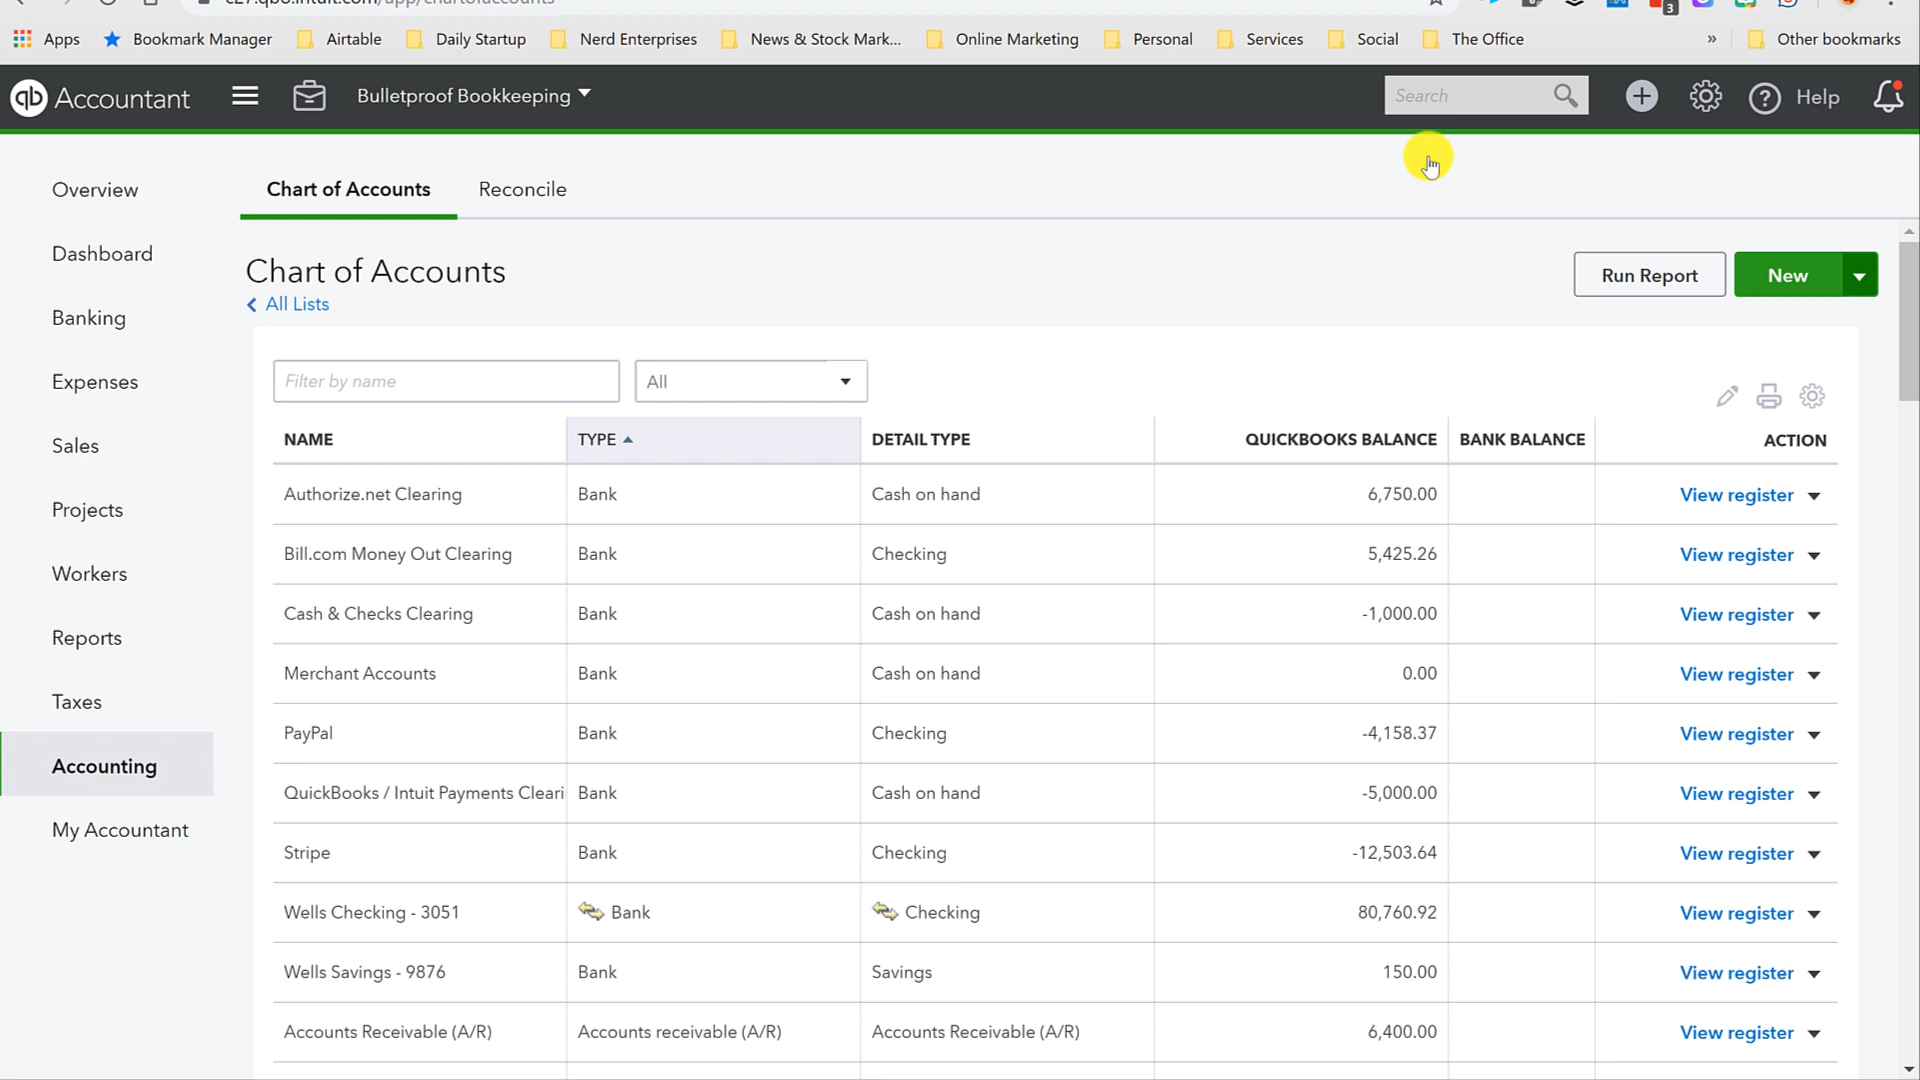 Apps Bookmark Manager Airtable Daily Startup Nerd Enterprises News & Stock Mark... Online Marketing Personal Services Social The Office » Other bookmarks
3
qb Accountant Bulletproof Bookkeeping Search Help
Overview
Dashboard
Banking
Expenses
Sales
Projects
Workers
Reports
Taxes
Accounting
My Accountant
Chart of Accounts Reconcile
Chart of Accounts
All Lists
Run Report New
Filter by name All
NAME TYPE DETAIL TYPE QUICKBOOKS BALANCE BANK BALANCE ACTION
Authorize.net Clearing Bank Cash on hand 6,750.00 View register
Bill.com Money Out Clearing Bank Checking 5,425.26 View register
Cash & Checks Clearing Bank Cash on hand -1,000.00 View register
Merchant Accounts Bank Cash on hand 0.00 View register
PayPal Bank Checking -4,158.37 View register
QuickBooks / Intuit Payments Cleari Bank Cash on hand -5,000.00 View register
Stripe Bank Checking -12,503.64 View register
Wells Checking - 3051 Bank Checking 80,760.92 View register
Wells Savings - 9876 Bank Savings 150.00 View register
Accounts Receivable (A/R) Accounts receivable (A/R) Accounts Receivable (A/R) 6,400.00 View register